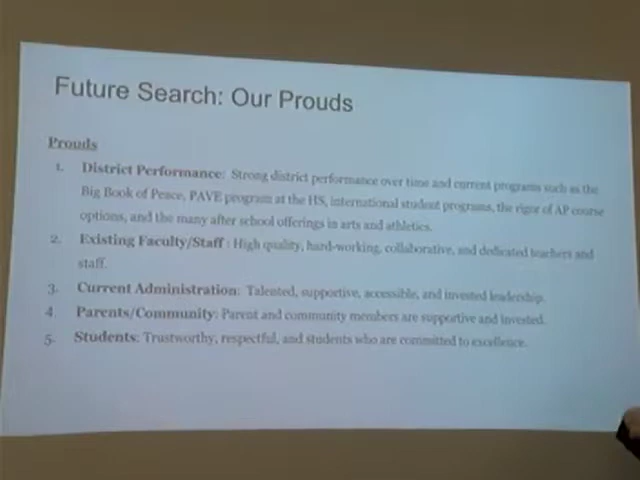 Future Search: Our Prouds
Prouds
1. District Performance: Strong district performance over time and current programs such as the
Big Book of Peace, PAVE program at the HS, international student programs, the rigor of AP course
options, and the many after school offerings in arts and athletics.
2. Existing Faculty/Staff : High quality, hard-working, collaborative, and dedicated teachers and
staff.
3. Current Administration: Talented, supportive, accessible, and invested leadership.
4. Parents/Community: Parent and community members are supportive and invested.
5. Students: Trustworthy, respectful, and students who are committed to excellence.